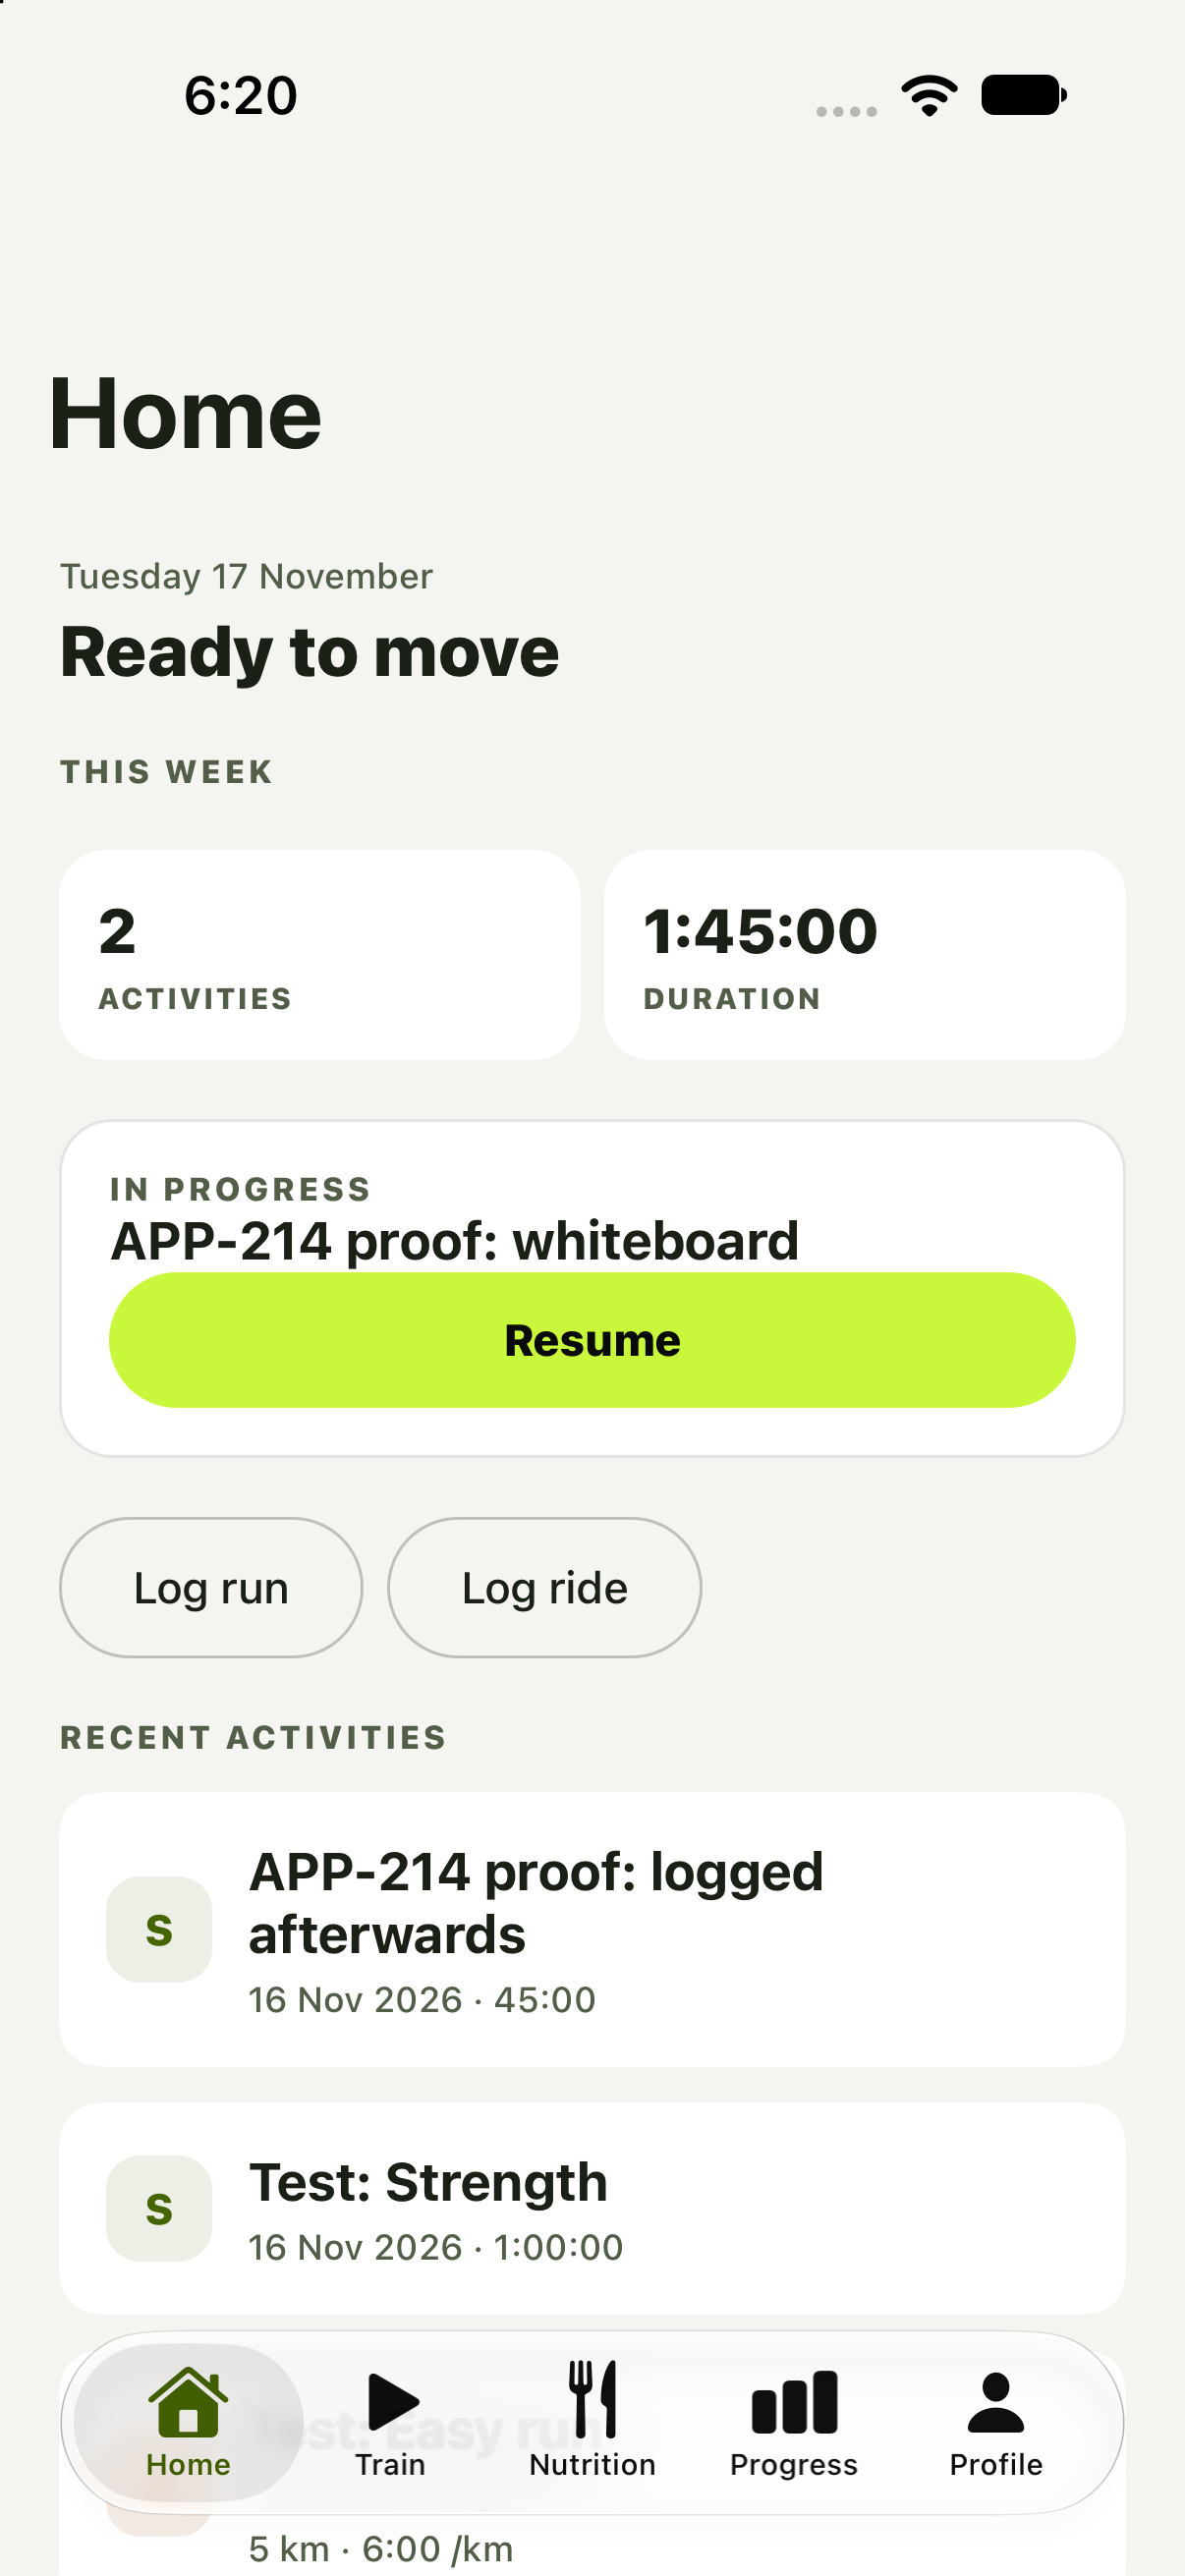 6:20
Home
Tuesday 17 November
Ready to move
THIS WEEK
2
ACTIVITIES
1:45:00
DURATION
IN PROGRESS
APP-214 proof: whiteboard
Resume
Log run
Log ride
RECENT ACTIVITIES
S
APP-214 proof: logged
afterwards
16 Nov 2026 · 45:00
S
Test: Strength
16 Nov 2026 · 1:00:00
Test: Easy run
Home
Train
Nutrition
Progress
Profile
5 km · 6:00 /km